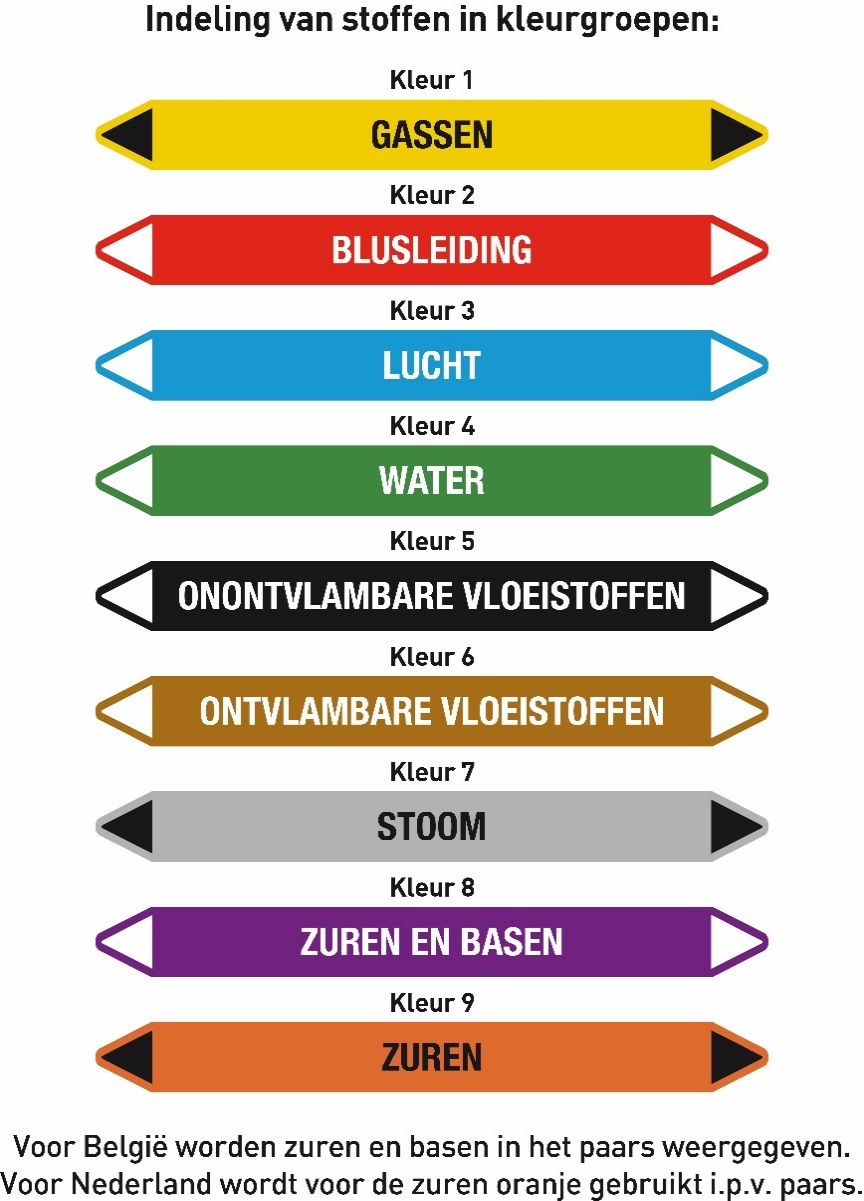 Indeling van stoffen in kleurgroepen:
Kleur 1
GASSEN
Kleur 2
BLUSLEIDING
Kleur 3
LUCHT
Kleur 4
WATER
Kleur 5
ONONTVLAMBARE VLOEISTOFFEN
Kleur 6
ONTVLAMBARE VLOEISTOFFEN
Kleur 7
STOOM
Kleur 8
ZUREN EN BASEN
Kleur 9
ZUREN
Voor België worden zuren en basen in het paars weergegeven.
Voor Nederland wordt voor de zuren oranje gebruikt i.p.v. paars.